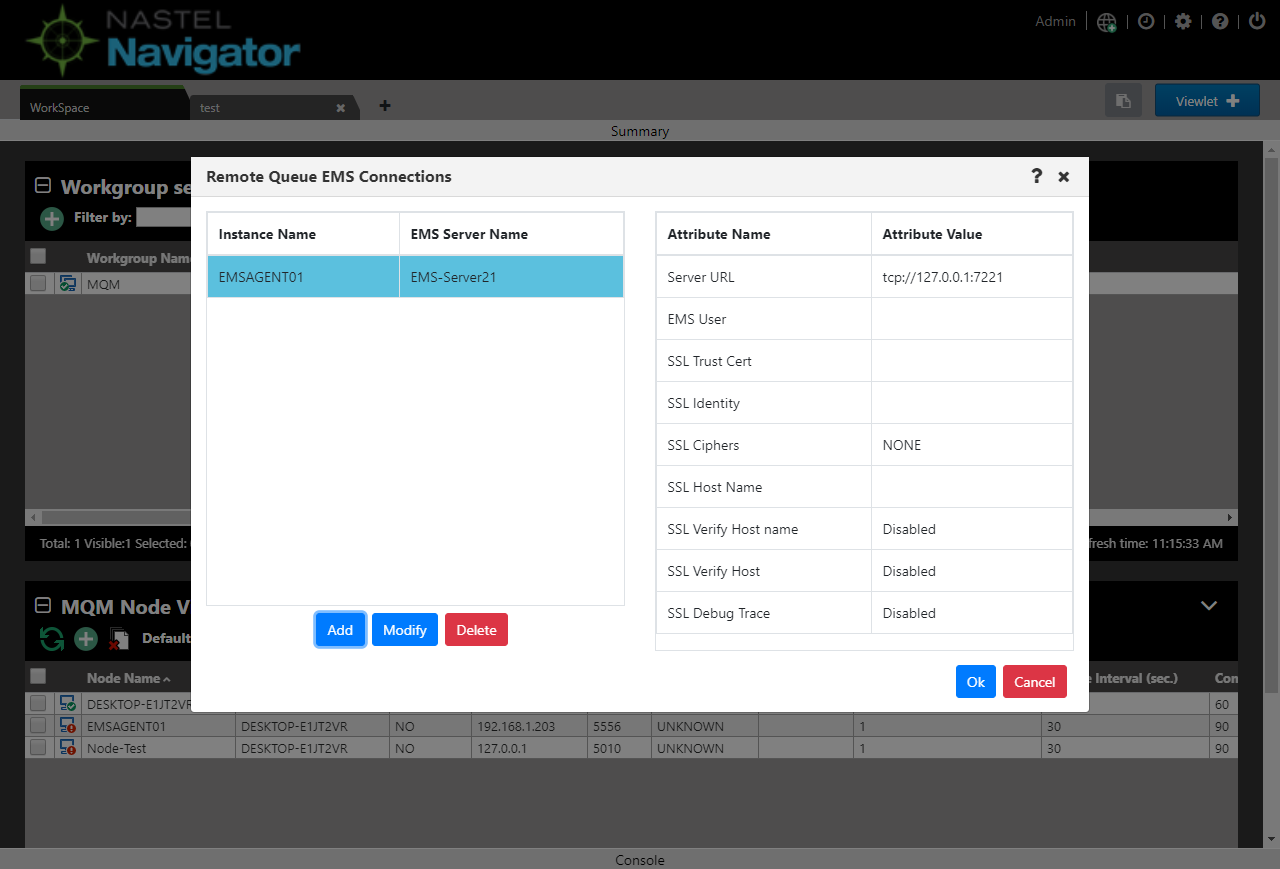 NASTEL
Navigator
Admin
WorkSpace
test
Viewlet
Summary
Workgroup se
Filter by:
Workgroup Nam
MQM
Total: 1 Visible:1 Selected:
fresh time: 11:15:33 AM
Remote Queue EMS Connections
Instance Name EMS Server Name
EMSAGENT01 EMS-Server21
Add Modify Delete
Attribute Name Attribute Value
Server URL tcp://127.0.0.1:7221
EMS User
SSL Trust Cert
SSL Identity
SSL Ciphers NONE
SSL Host Name
SSL Verify Host name Disabled
SSL Verify Host Disabled
SSL Debug Trace Disabled
Ok Cancel
MQM Node V
Default
Node Name Interval (sec.) Con
DESKTOP-E1JT2VR 60
EMSAGENT01 DESKTOP-E1JT2VR NO 192.168.1.203 5556 UNKNOWN 1 30 90
Node-Test DESKTOP-E1JT2VR NO 127.0.0.1 5010 UNKNOWN 1 30 90
Console